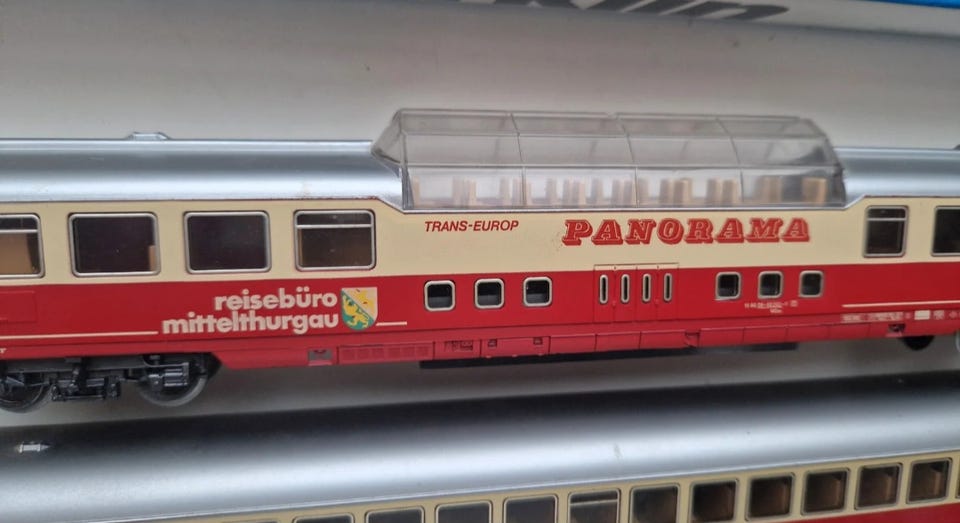 TRANS-EUROP PANORAMA
reisebüro
mittelthurgau